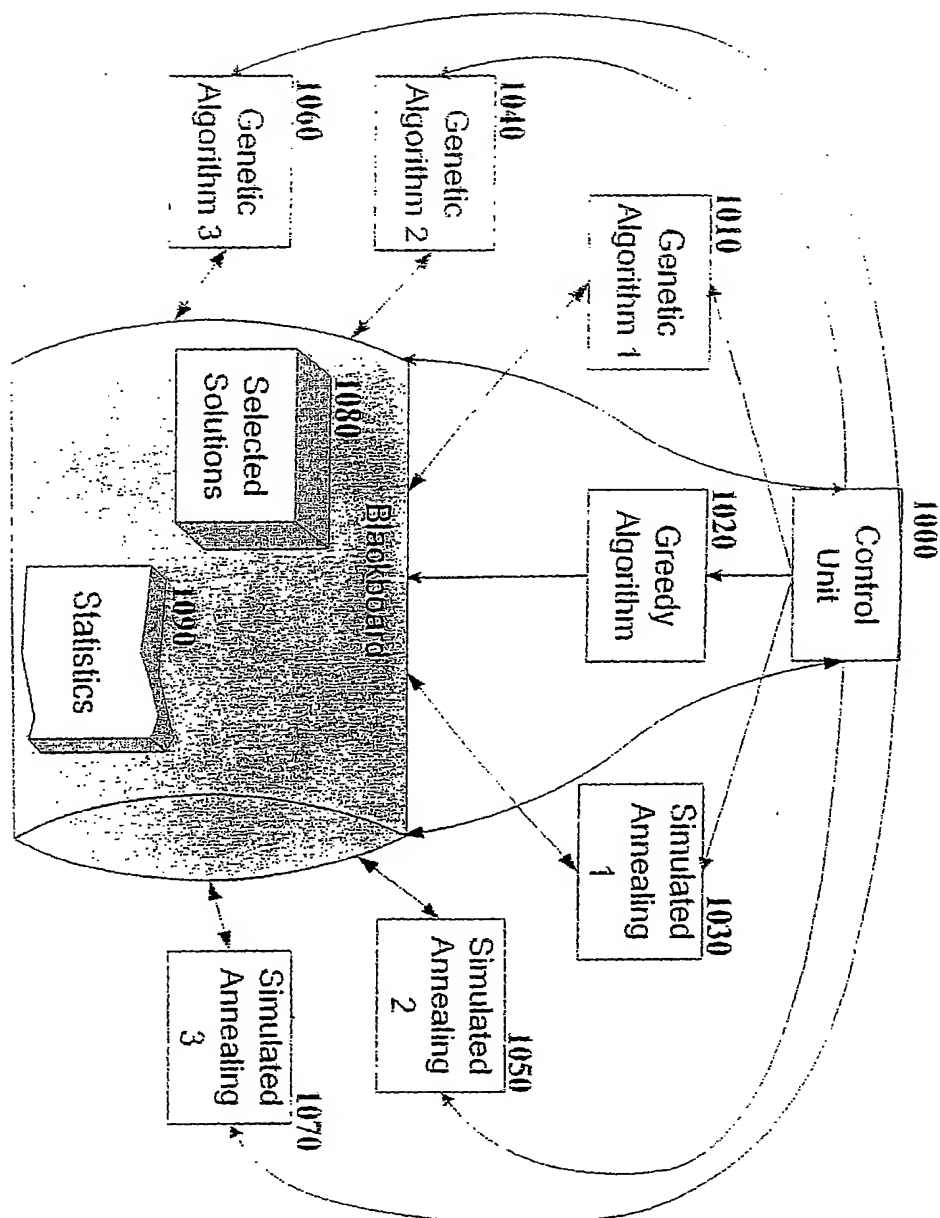 1000
Control
Unit
1010
Genetic
Algorithm 1
1020
Greedy
Algorithm
1030
Simulated
Annealing
1
1040
Genetic
Algorithm 2
1050
Simulated
Annealing
2
1060
Genetic
Algorithm 3
1070
Simulated
Annealing
3
Blackboard
1080
Selected
Solutions
1090
Statistics